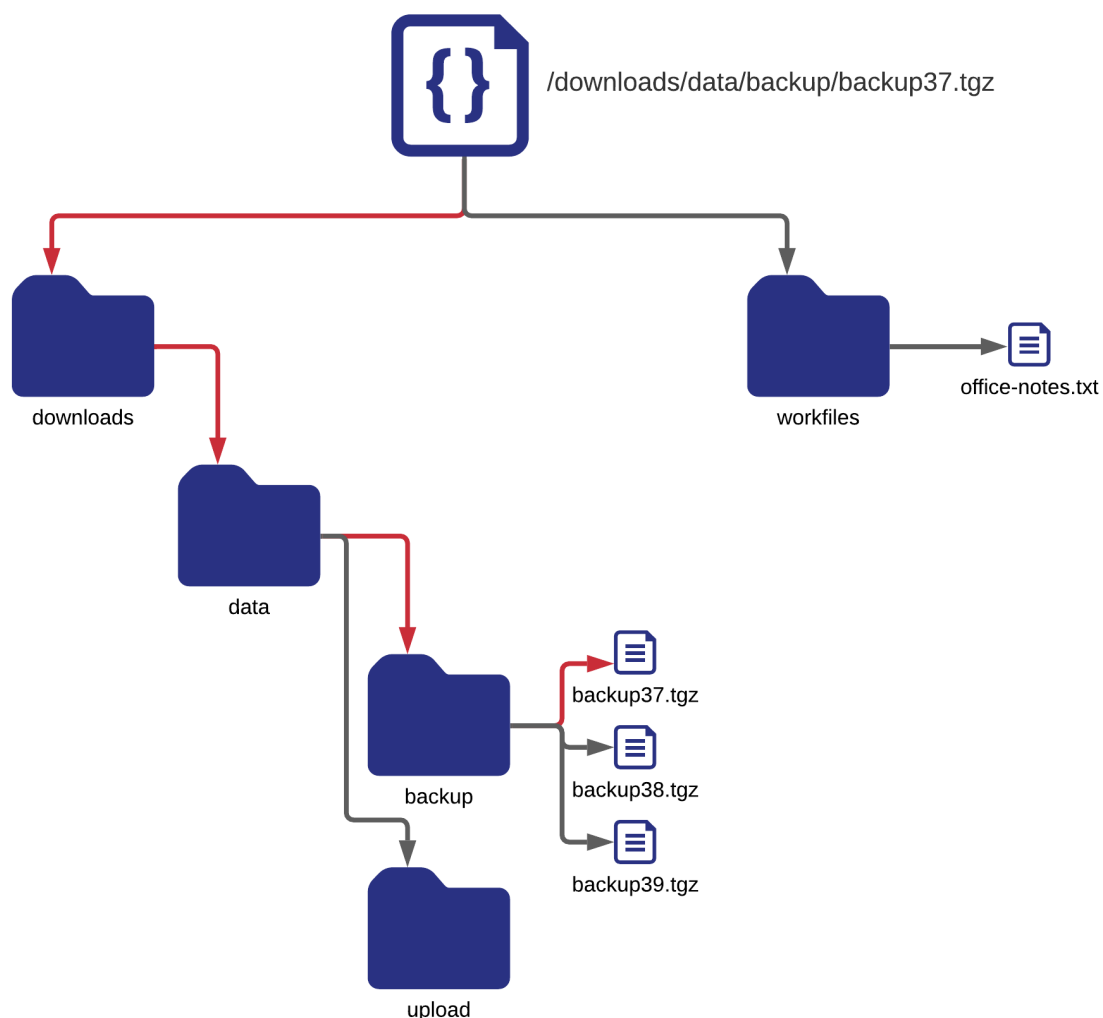 { }
/downloads/data/backup/backup37.tgz
downloads
workfiles
office-notes.txt
data
backup
backup37.tgz
backup38.tgz
backup39.tgz
upload